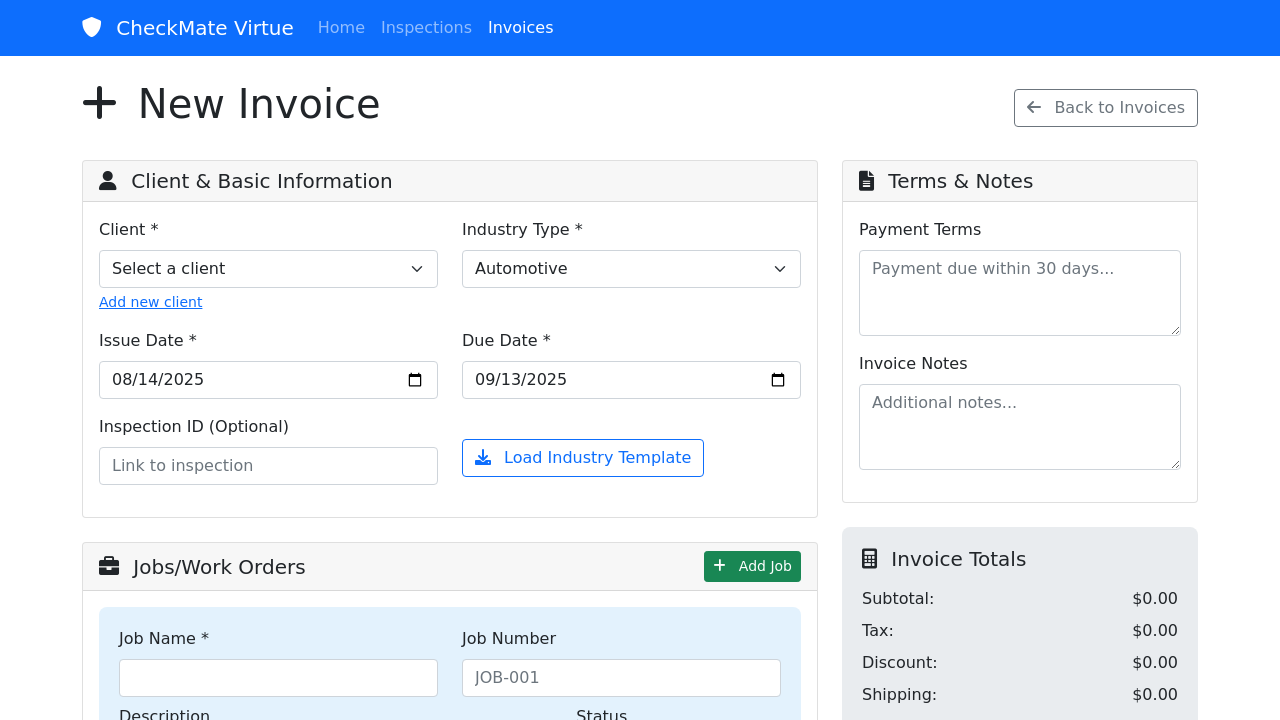 CheckMate Virtue Home Inspections Invoices
New Invoice
Back to Invoices
Client & Basic Information
Client *
Industry Type *
Select a client
Automotive
Add new client
Issue Date *
Due Date *
08/14/2025
09/13/2025
Inspection ID (Optional)
Link to inspection
Load Industry Template
Jobs/Work Orders
Add Job
Job Name *
Job Number
JOB-001
Description
Status
Terms & Notes
Payment Terms
Payment due within 30 days...
Invoice Notes
Additional notes...
Invoice Totals
Subtotal: $0.00
Tax: $0.00
Discount: $0.00
Shipping: $0.00